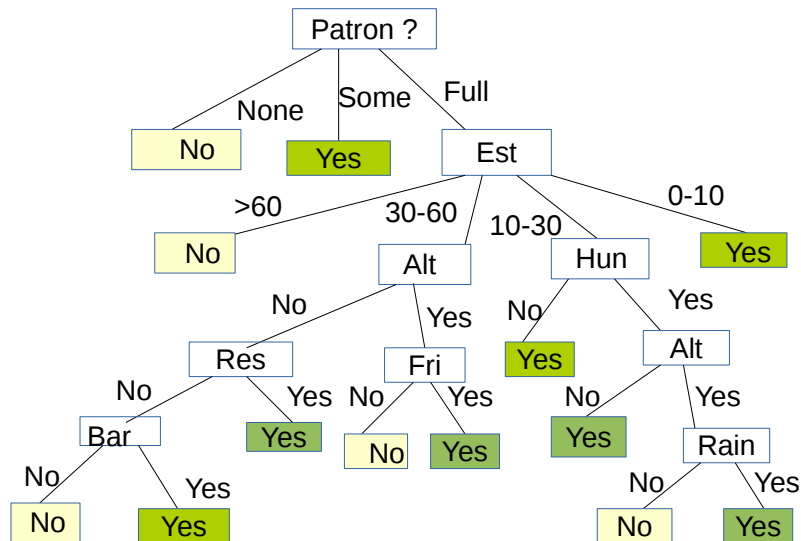 Patron ?
None
Some
Full
No
Yes
Est
>60
30-60
10-30
0-10
No
Alt
Hun
Yes
No
Yes
No
Yes
Res
Fri
Yes
Alt
No
Yes
No
Yes
No
Yes
Bar
Yes
No
Yes
Yes
Rain
No
Yes
No
Yes
No
Yes
No
Yes